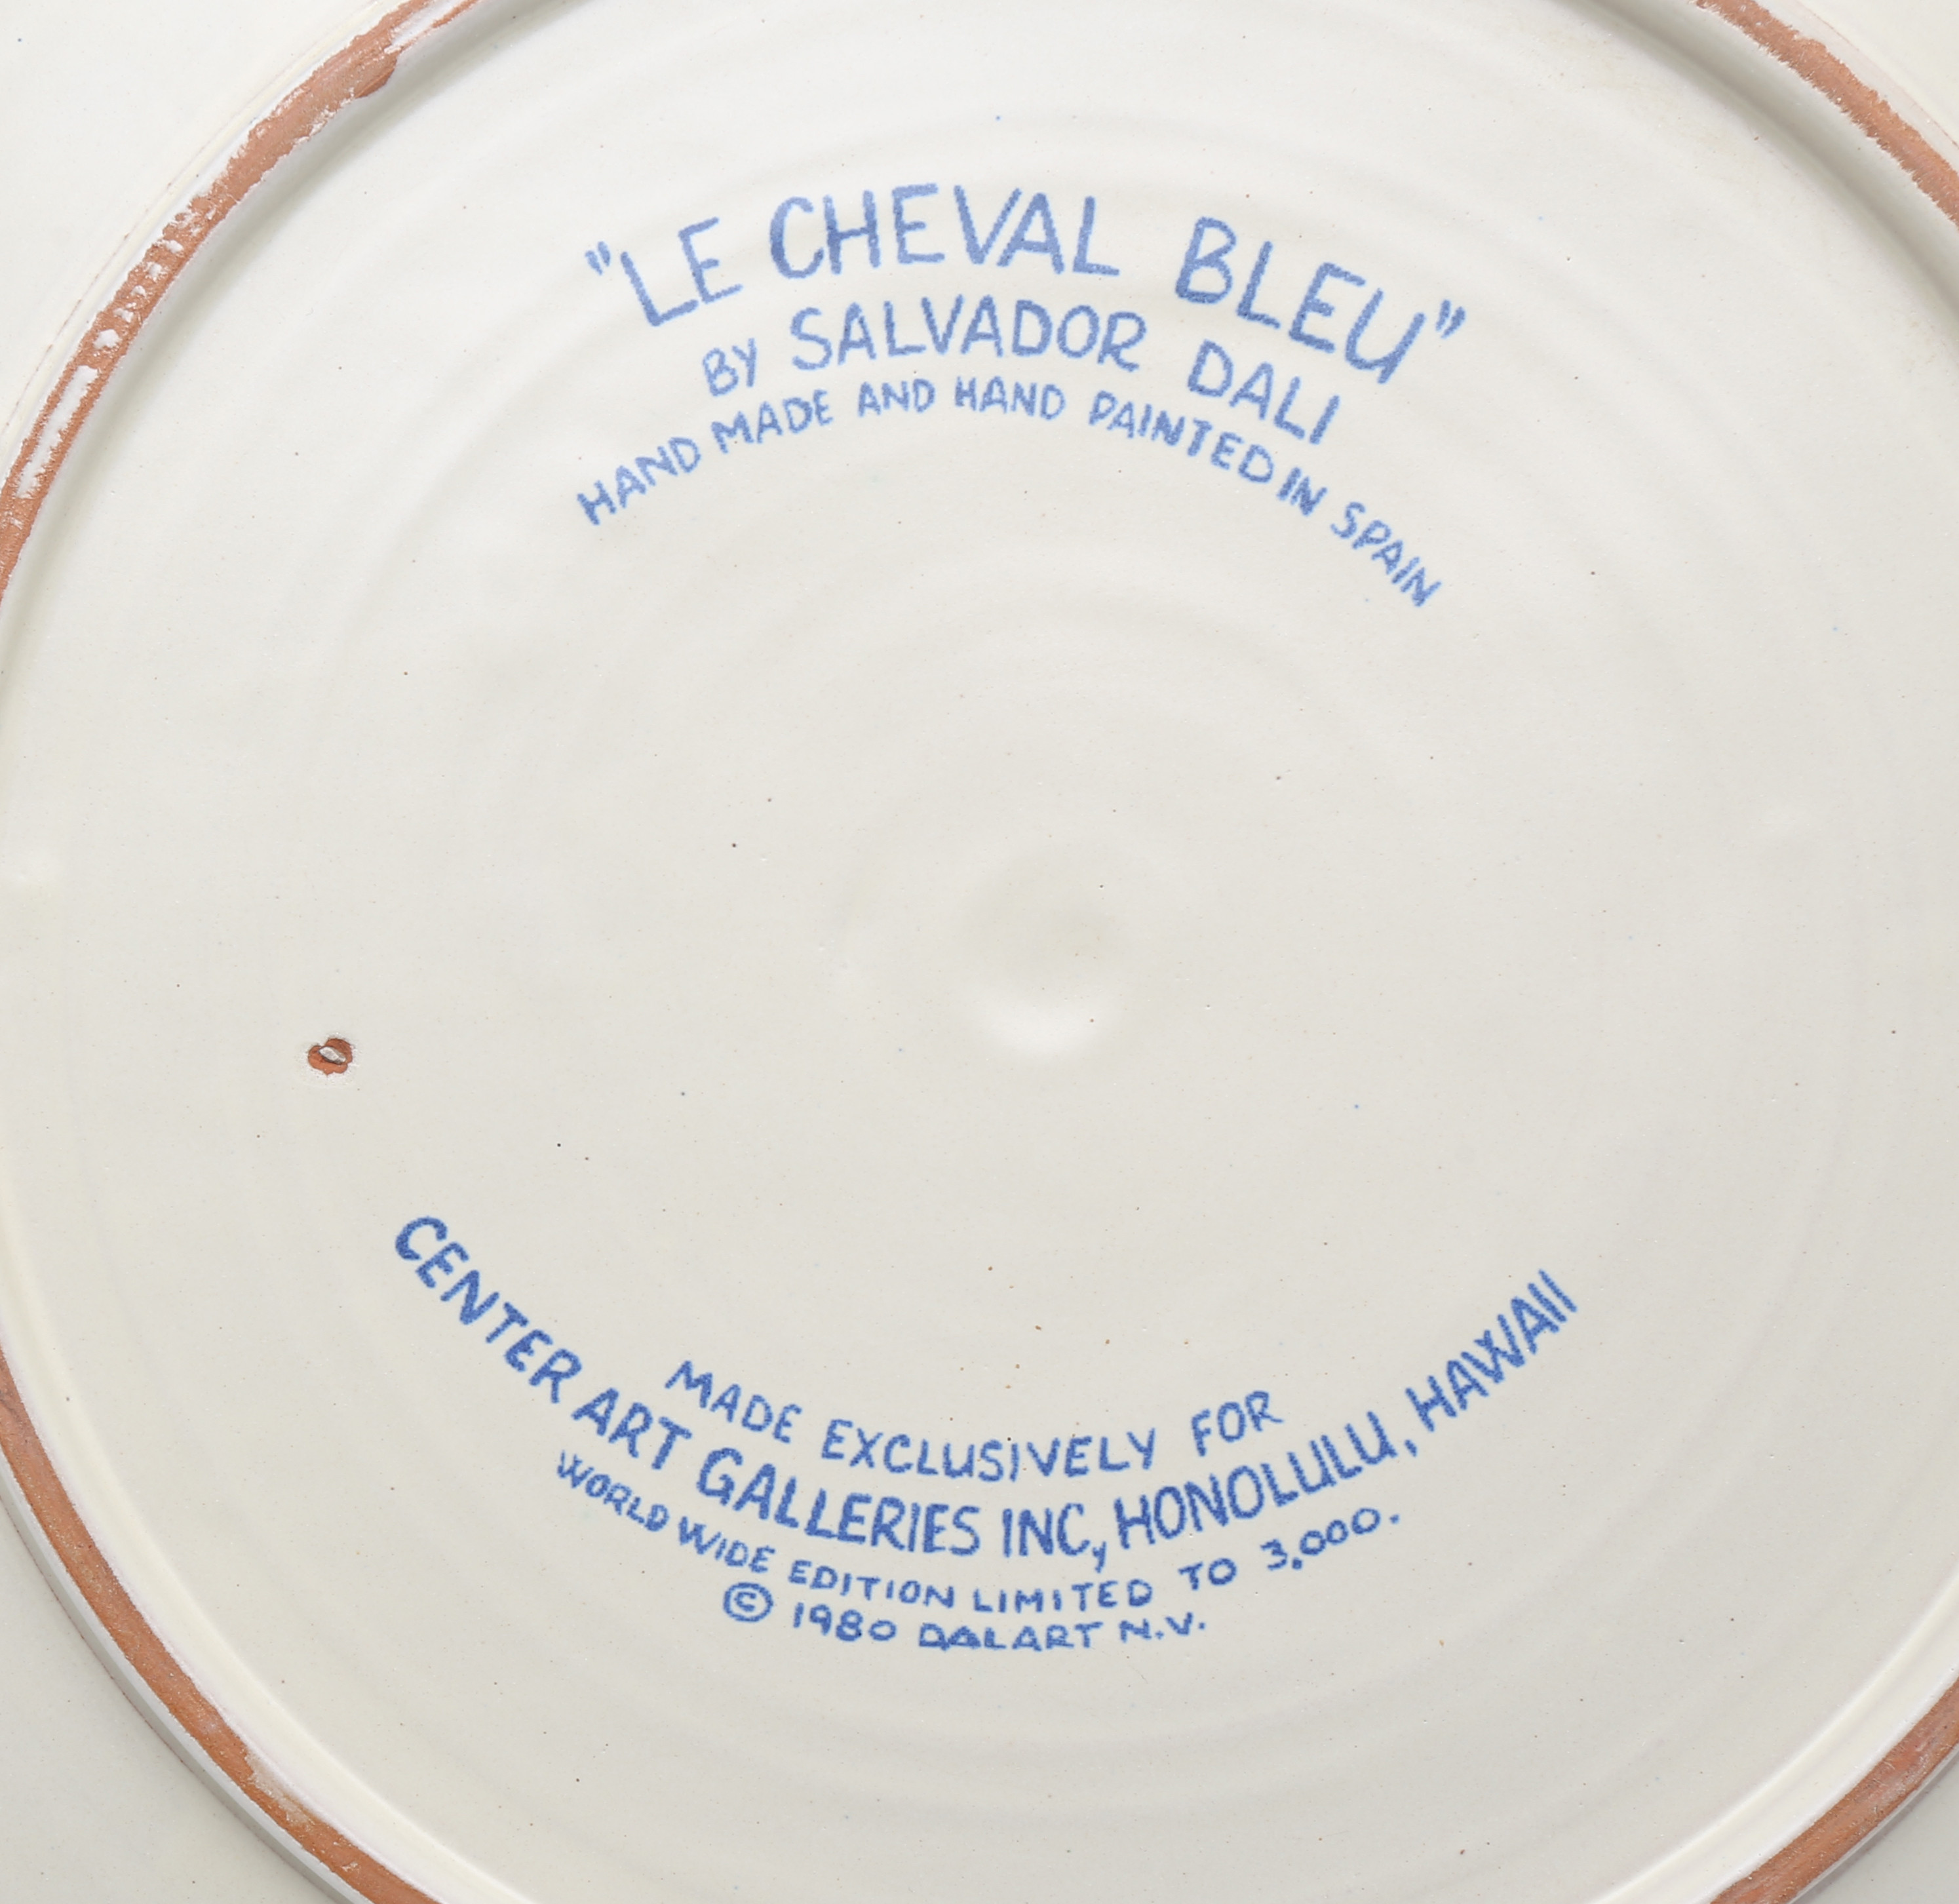 "LE CHEVAL BLEU"
BY SALVADOR DALI
HAND MADE AND HAND PAINTED IN SPAIN
MADE EXCLUSIVELY FOR
CENTER ART GALLERIES INC, HONOLULU, HAWAII
WORLD WIDE EDITION LIMITED TO 3,000.
© 1980 DALART N.V.